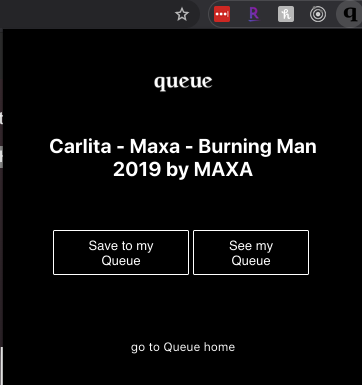 queue
Carlita - Maxa - Burning Man
2019 by MAXA
Save to my
Queue
See my
Queue
go to Queue home